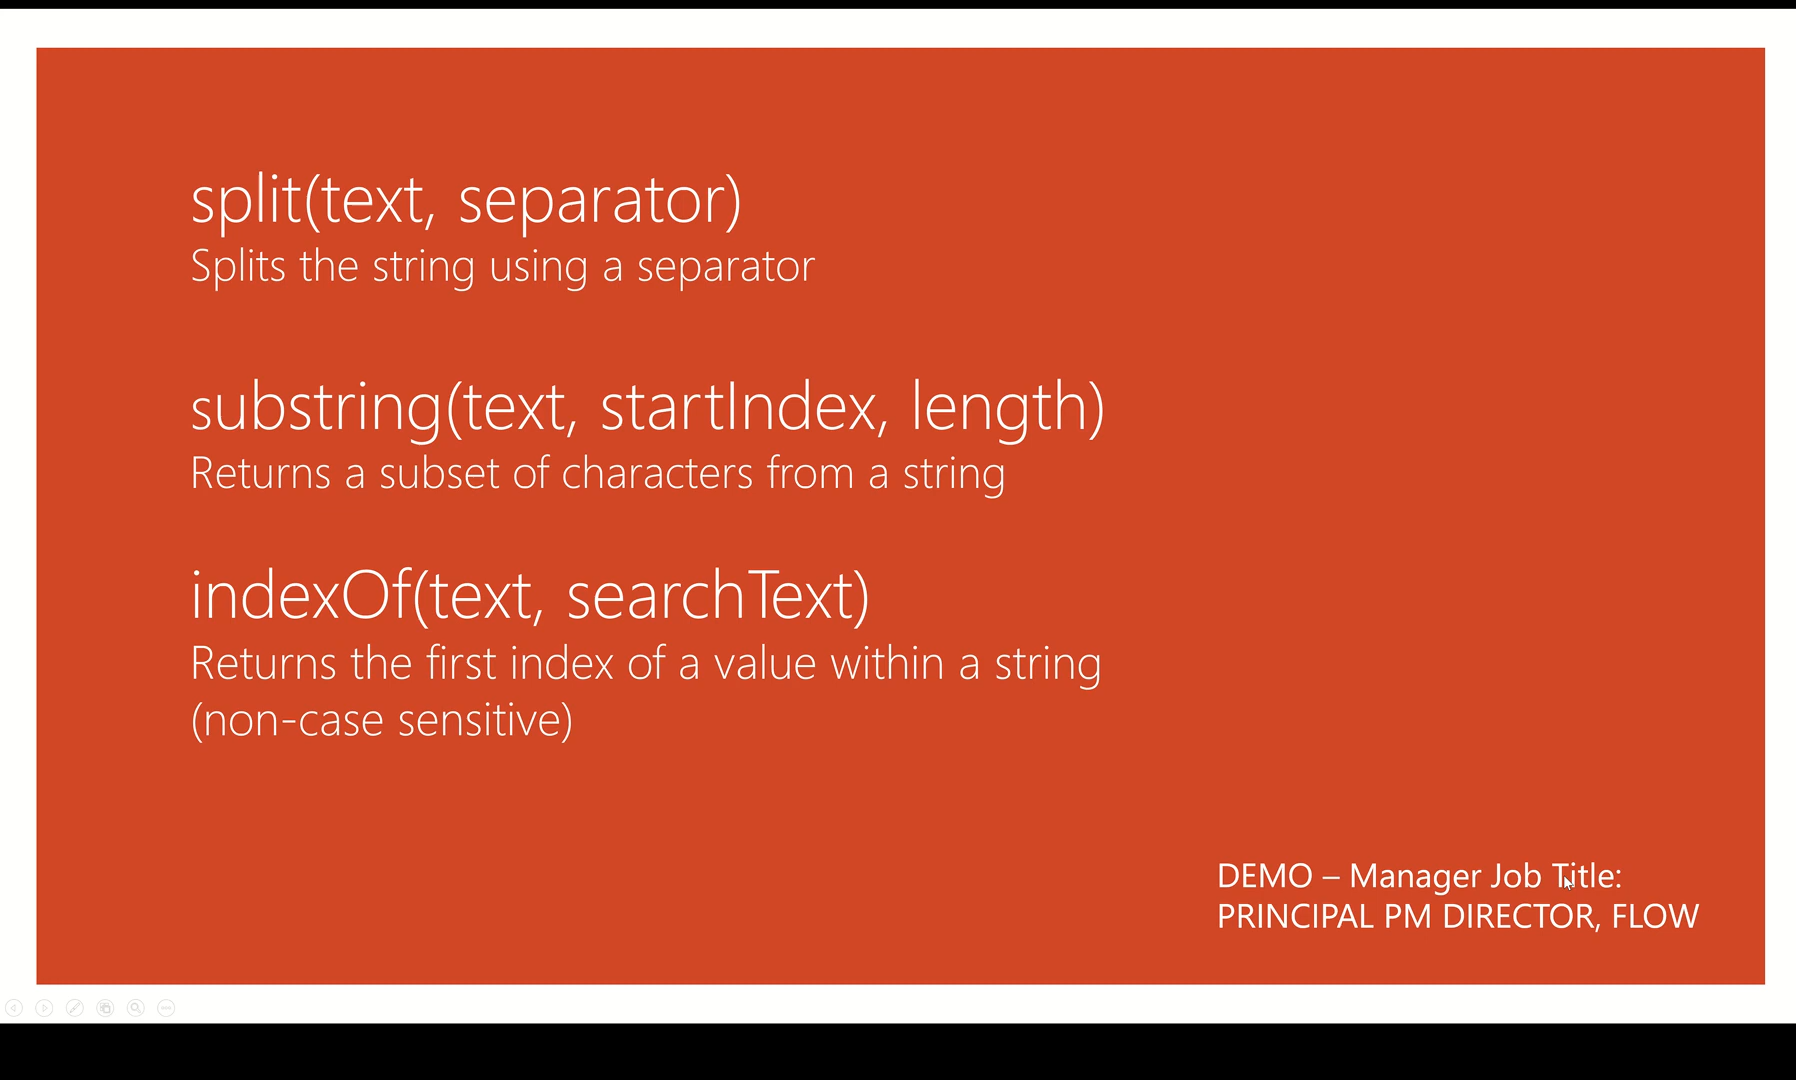 split(text, separator)
Splits the string using a separator
substring(text, startIndex, length)
Returns a subset of characters from a string
indexOf(text, searchText)
Returns the first index of a value within a string
(non-case sensitive)
DEMO – Manager Job Title:
PRINCIPAL PM DIRECTOR, FLOW